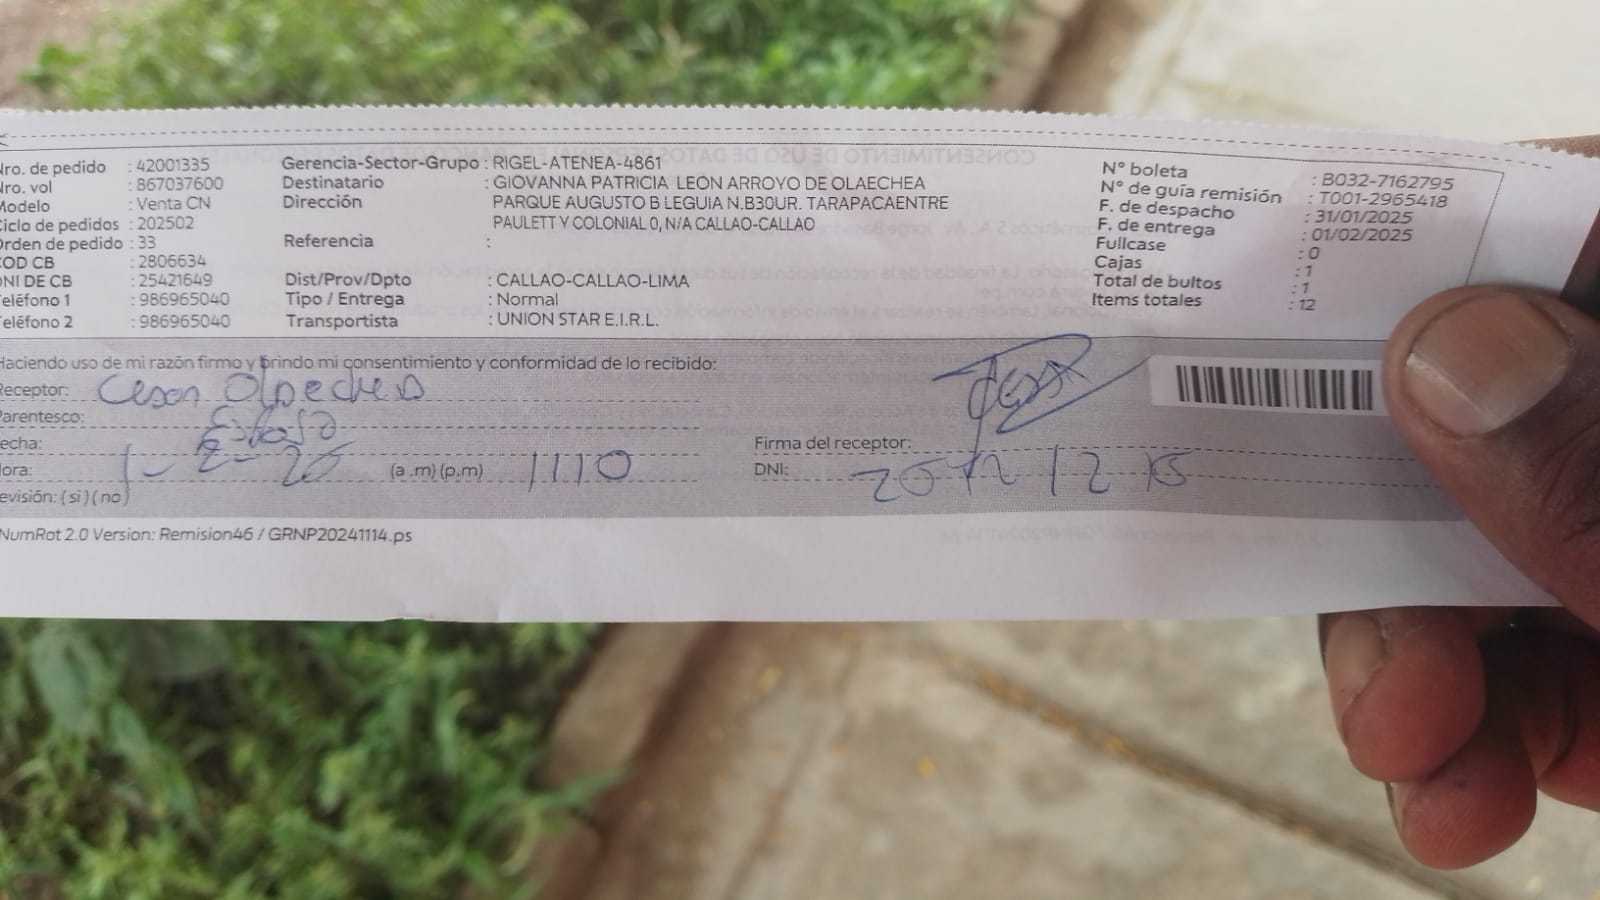 Nro. de pedido : 42001335
Nro. vol : 867037600
Modelo : Venta CN
Ciclo de pedidos : 202502
Orden de pedido : 33
COD CB : 2806634
DNI DE CB : 25421649
Teléfono 1 : 986965040
Teléfono 2 : 986965040
Gerencia-Sector-Grupo : RIGEL-ATENEA-4861
Destinatario : GIOVANNA PATRICIA LEON ARROYO DE OLAECHEA
Dirección : PARQUE AUGUSTO B LEGUIA N.B30UR. TARAPACAENTRE
PAULETT Y COLONIAL 0, N/A CALLAO-CALLAO
Referencia :
Dist/Prov/Dpto : CALLAO-CALLAO-LIMA
Tipo / Entrega : Normal
Transportista : UNION STAR E.I.R.L.
N° boleta : B032-7162795
N° de guía remisión : T001-2965418
F. de despacho : 31/01/2025
F. de entrega : 01/02/2025
Fullcase : 0
Cajas : 1
Total de bultos : 1
Items totales : 12
Haciendo uso de mi razón firmo y brindo mi consentimiento y conformidad de lo recibido:
Receptor: Cesar Olaechea
Parentesco: Esposo
Fecha: 1-2-25
Hora: (a .m) (p.m) 1110
Revisión: ( si ) ( no )
Firma del receptor:
DNI:
NumRot 2.0 Version: Remision46 / GRNP20241114.ps